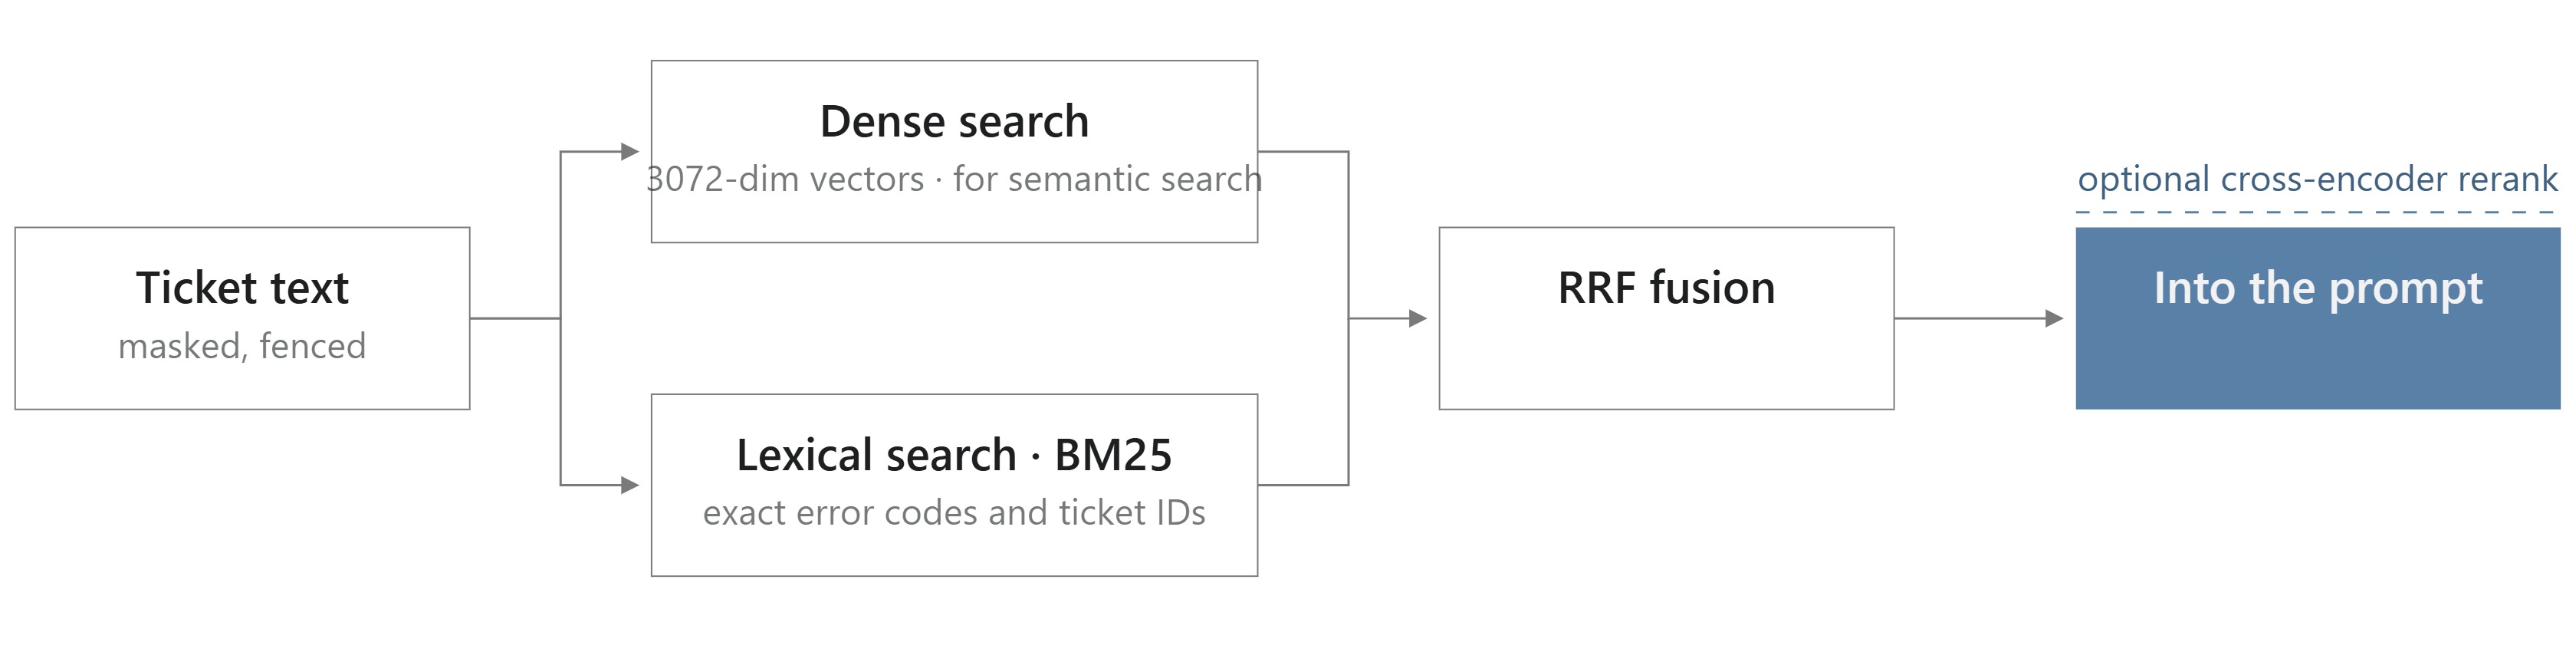 Ticket text
masked, fenced
Dense search
3072-dim vectors · for semantic search
Lexical search · BM25
exact error codes and ticket IDs
RRF fusion
optional cross-encoder rerank
Into the prompt